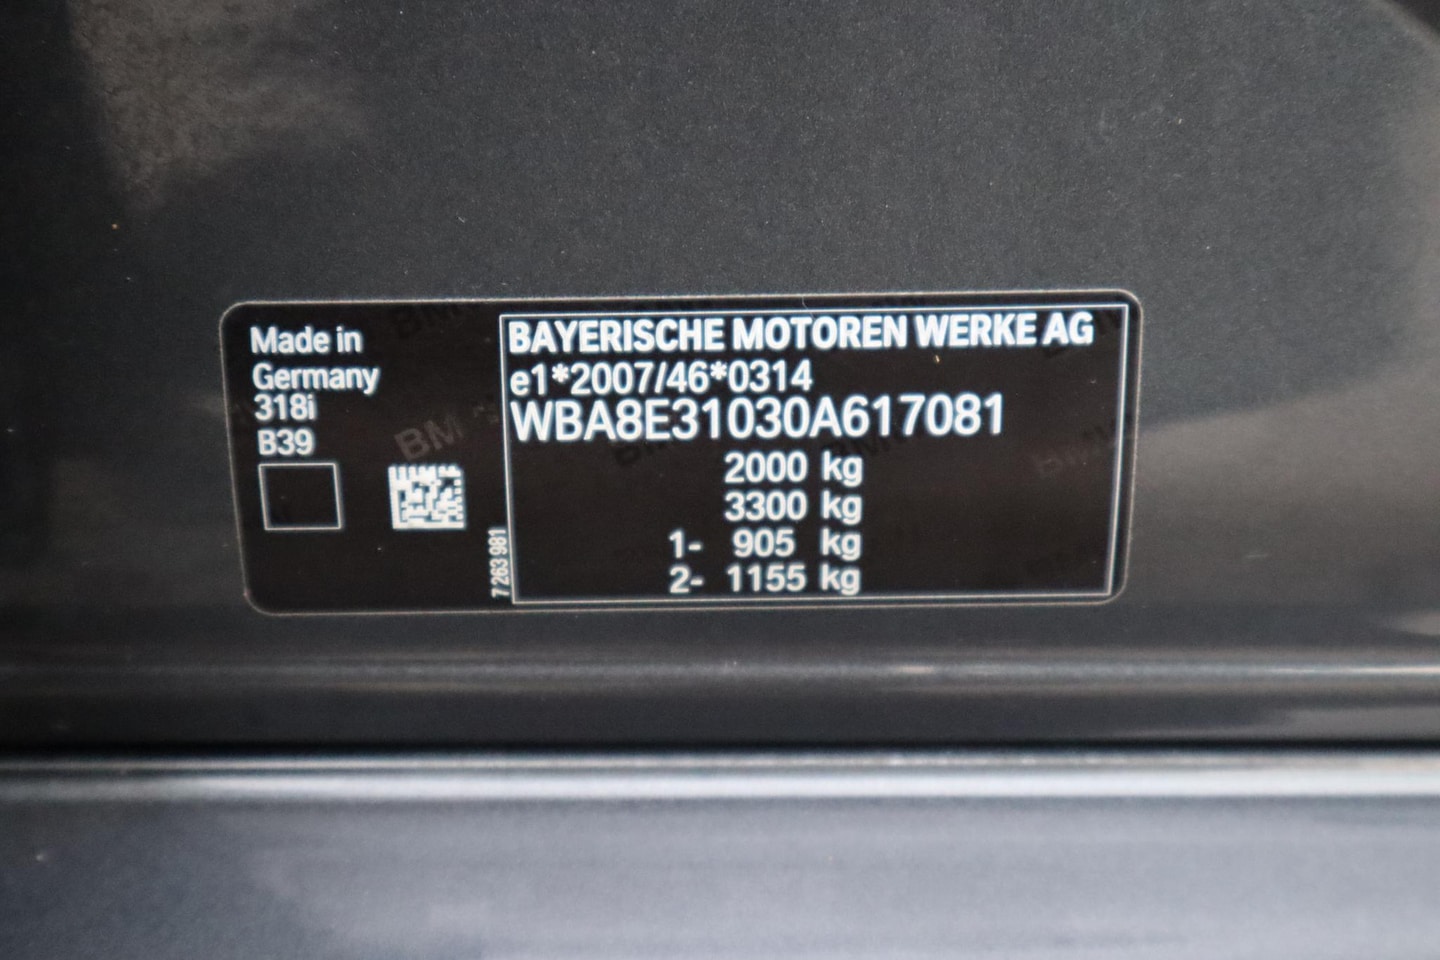 Made in
Germany
318i
B39
7 263 981
BAYERISCHE MOTOREN WERKE AG
e1*2007/46*0314
WBA8E31030A617081
2000 kg
3300 kg
1- 905 kg
2- 1155 kg